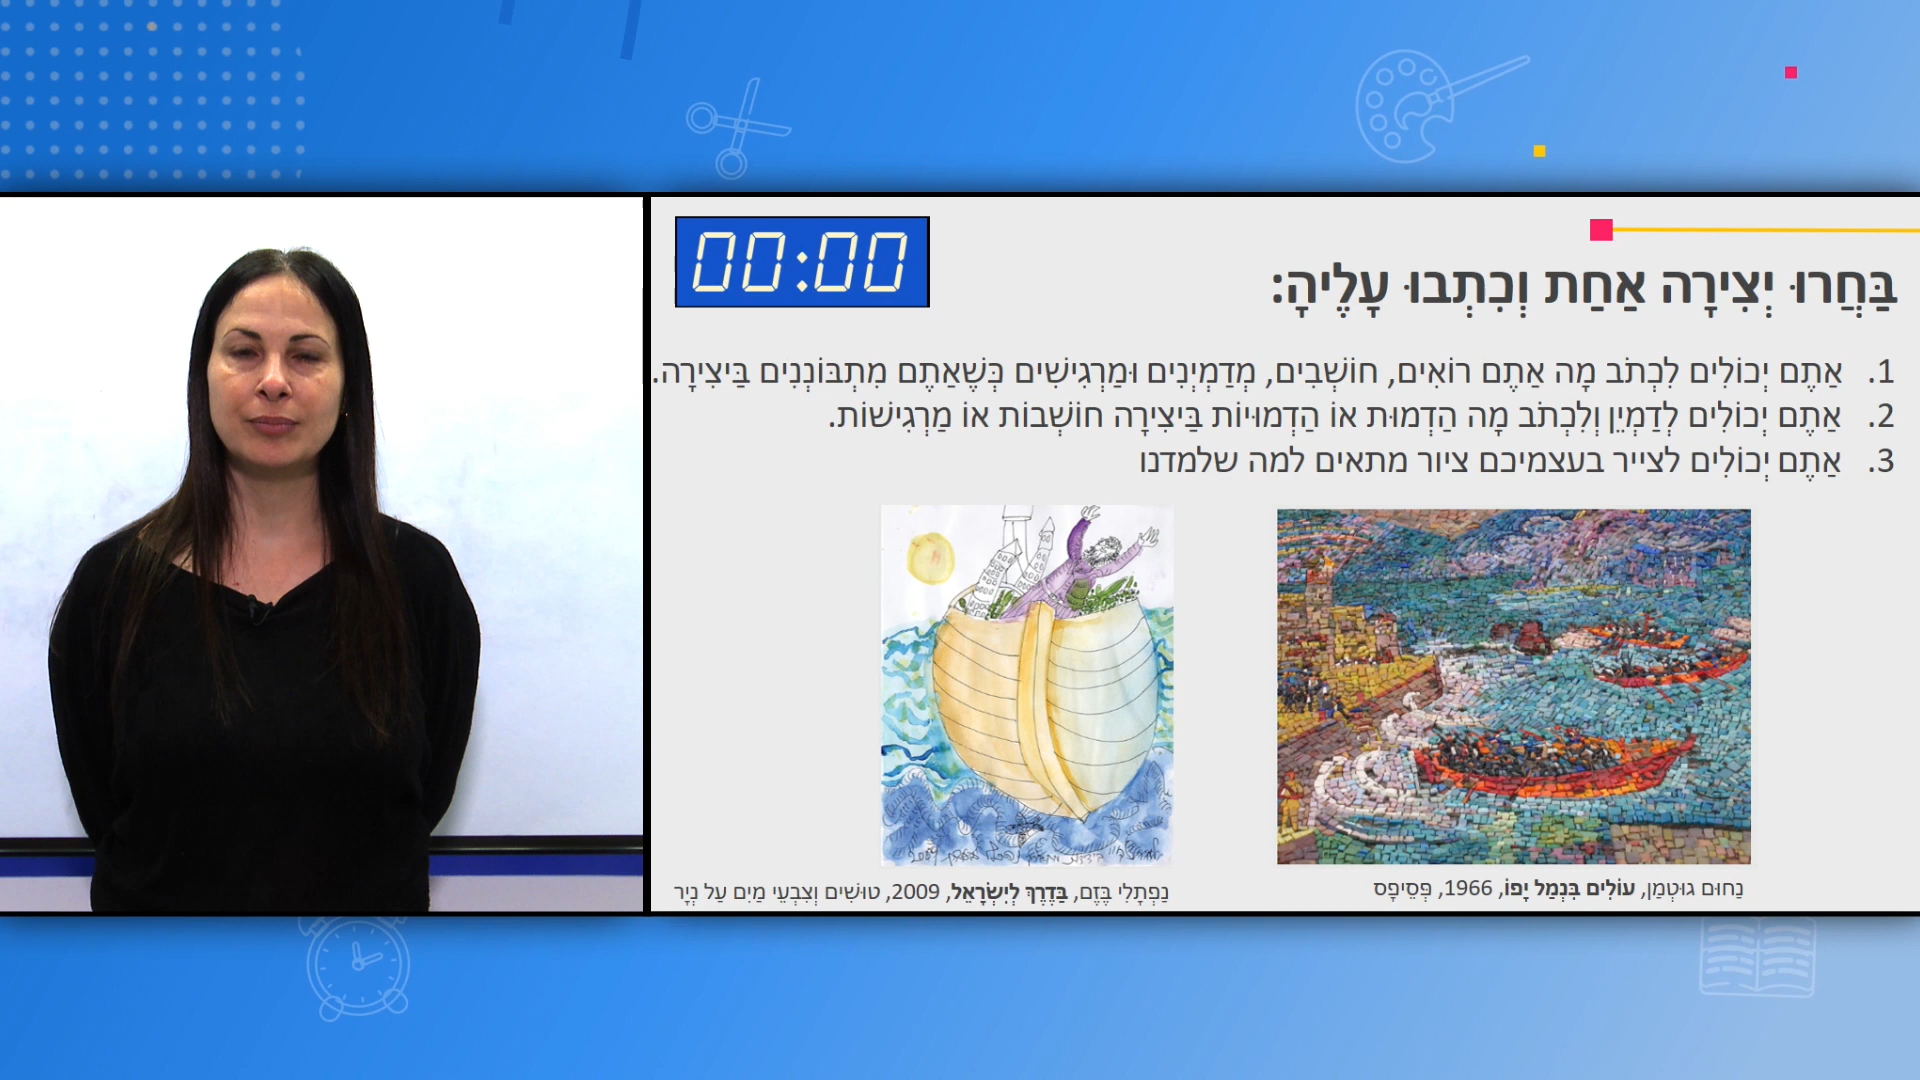 00:00
בַּחֲרוּ יְצִירָה אַחַת וְכִתְבוּ עָלֶיהָ:
1. אַתֶּם יְכוֹלִים לִכְתֹּב מָה אַתֶּם רוֹאִים, חוֹשְׁבִים, מְדַמְיְנִים וּמַרְגִּישִׁים כְּשֶׁאַתֶּם מִתְבּוֹנְנִים בַּיצִירָה.
2. אַתֶּם יְכוֹלִים לְדַמְיֵן וְלִכְתֹּב מָה הַדְּמוּת אוֹ הַדְּמוּיוֹת בַּיצִירָה חוֹשְׁבוֹת אוֹ מַרְגִּישׁוֹת.
3. אַתֶּם יְכוֹלִים לצייר בעצמיכם ציור מתאים למה שלמדנו
נַחוּם גוּטְמַן, עוֹלִים בִּנְמַל יָפוֹ, 1966, פְּסֵיפָס
נַפְתָּלִי בֶּזֶם, בַּדֶּרֶךְ לְיִשְׂרָאֵל, 2009, טוּשִׁים וְצִבְעֵי מַיִם עַל נְיָר